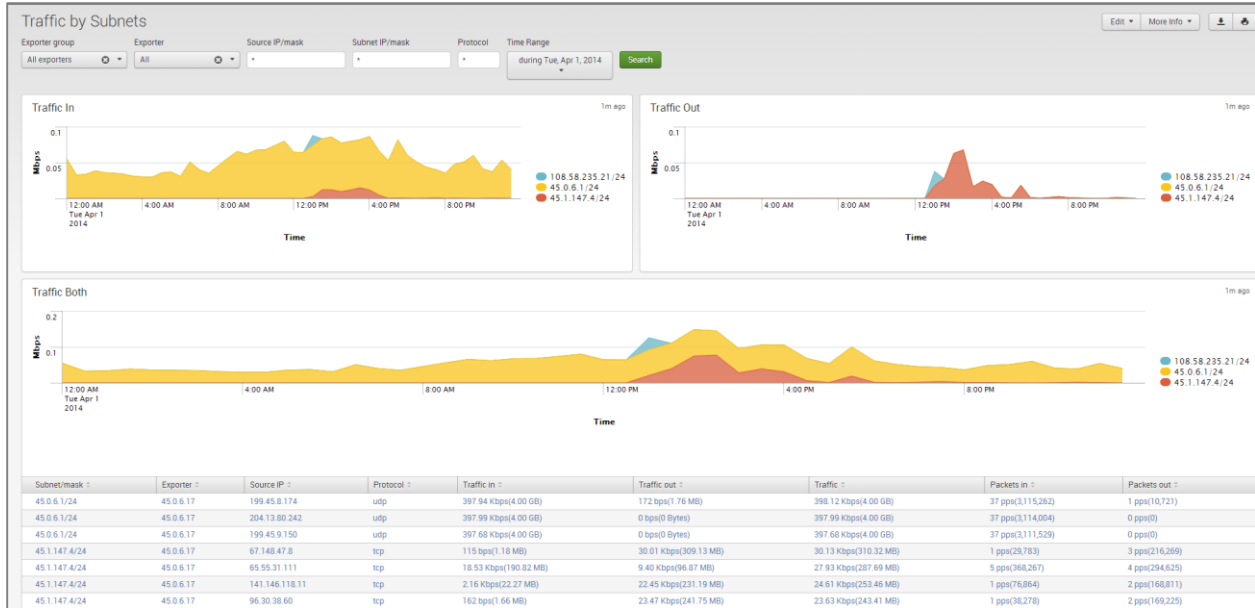 Traffic by Subnets
Edit More Info
Exporter group Exporter Source IP/mask Subnet IP/mask Protocol Time Range
All exporters All * * * during Tue, Apr 1, 2014 Search
Traffic In 1m ago
0.1
0.05
Mbps
108.58.235.21/24
45.0.6.1/24
45.1.147.4/24
12:00 AM 4:00 AM 8:00 AM 12:00 PM 4:00 PM 8:00 PM
Tue Apr 1
2014
Time
Traffic Out 1m ago
0.1
0.05
Mbps
108.58.235.21/24
45.0.6.1/24
45.1.147.4/24
12:00 AM 4:00 AM 8:00 AM 12:00 PM 4:00 PM 8:00 PM
Tue Apr 1
2014
Time
Traffic Both 1m ago
0.2
0.1
Mbps
108.58.235.21/24
45.0.6.1/24
45.1.147.4/24
12:00 AM 4:00 AM 8:00 AM 12:00 PM 4:00 PM 8:00 PM
Tue Apr 1
2014
Time
Subnet/mask Exporter Source IP Protocol Traffic in Traffic out Traffic Packets in Packets out
45.0.6.1/24 45.0.6.17 199.45.8.174 udp 397.94 Kbps(4.00 GB) 172 bps(1.76 MB) 398.12 Kbps(4.00 GB) 37 pps(3,115,262) 1 pps(10,721)
45.0.6.1/24 45.0.6.17 204.13.80.242 udp 397.99 Kbps(4.00 GB) 0 bps(0 Bytes) 397.99 Kbps(4.00 GB) 37 pps(3,114,004) 0 pps(0)
45.0.6.1/24 45.0.6.17 199.45.9.150 udp 397.68 Kbps(4.00 GB) 0 bps(0 Bytes) 397.68 Kbps(4.00 GB) 37 pps(3,111,529) 0 pps(0)
45.1.147.4/24 45.0.6.17 67.148.47.8 tcp 115 bps(1.18 MB) 30.01 Kbps(309.13 MB) 30.13 Kbps(310.32 MB) 1 pps(29,783) 3 pps(216,269)
45.1.147.4/24 45.0.6.17 65.55.31.111 tcp 18.53 Kbps(190.82 MB) 9.40 Kbps(96.87 MB) 27.93 Kbps(287.69 MB) 5 pps(368,267) 4 pps(294,625)
45.1.147.4/24 45.0.6.17 141.146.118.11 tcp 2.16 Kbps(22.27 MB) 22.45 Kbps(231.19 MB) 24.61 Kbps(253.46 MB) 1 pps(76,864) 2 pps(168,811)
45.1.147.4/24 45.0.6.17 96.30.38.60 tcp 162 bps(1.66 MB) 23.47 Kbps(241.75 MB) 23.63 Kbps(243.41 MB) 1 pps(38,278) 2 pps(169,225)